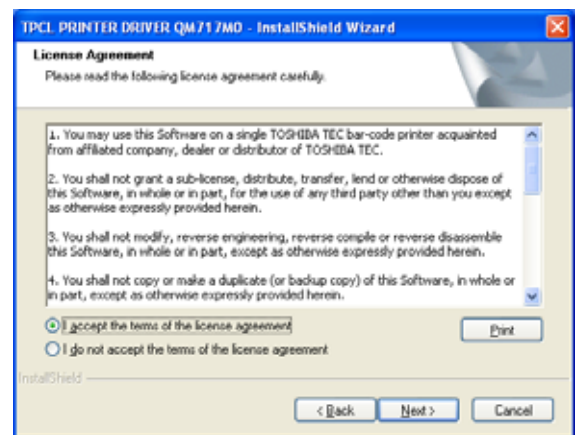 TPCL PRINTER DRIVER QM717M0 - InstallShield Wizard
License Agreement
Please read the following license agreement carefully.
1. You may use this Software on a single TOSHIBA TEC bar-code printer acquainted
from affiliated company, dealer or distributor of TOSHIBA TEC.
2. You shall not grant a sub-license, distribute, transfer, lend or otherwise dispose of
this Software, in whole or in part, for the use of any third party other than you except
as otherwise expressly provided herein.
3. You shall not modify, reverse engineering, reverse compile or reverse disassemble
this Software, in whole or in part, except as otherwise expressly provided herein.
4. You shall not copy or make a duplicate (or backup copy) of this Software, in whole or
in part, except as otherwise expressly provided herein.
I accept the terms of the license agreement
Print
I do not accept the terms of the license agreement
InstallShield
< Back
Next >
Cancel